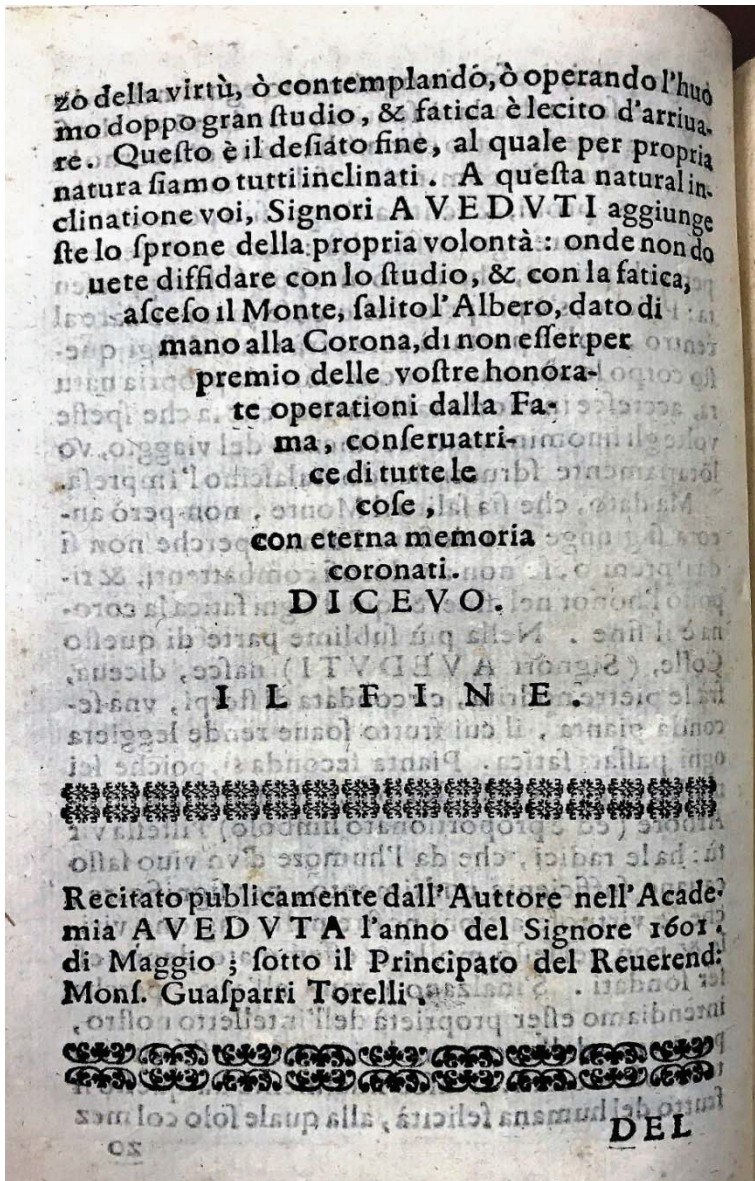 zo della virtù, ò contemplando, ò operando l'huò
mo doppo gran ſtudio, & fatica è lecito d'arriua-
re. Queſto è il deſiato fine, al quale per propria
natura ſiamo tutti inclinati. A queſta natural in-
clinatione voi, Signori AVEDVTI aggiunge
ſte lo ſprone della propria volontà: onde non do
uete diffidare con lo ſtudio, & con la fatica,
aſceſo il Monte, ſalito l'Albero, dato di
mano alla Corona, di non eſſer per
premio delle voſtre honora-
te operationi dalla Fa-
ma, conſeruatri-
ce di tutte le
coſe,
con eterna memoria
coronati.
DICEVO.
IL FINE.
Recitato publicamente dall'Auttore nell'Acade-
mia AVEDVTA l'anno del Signore 1601.
di Maggio; ſotto il Principato del Reuerend:
Monſ. Guaſparri Torelli.
DEL